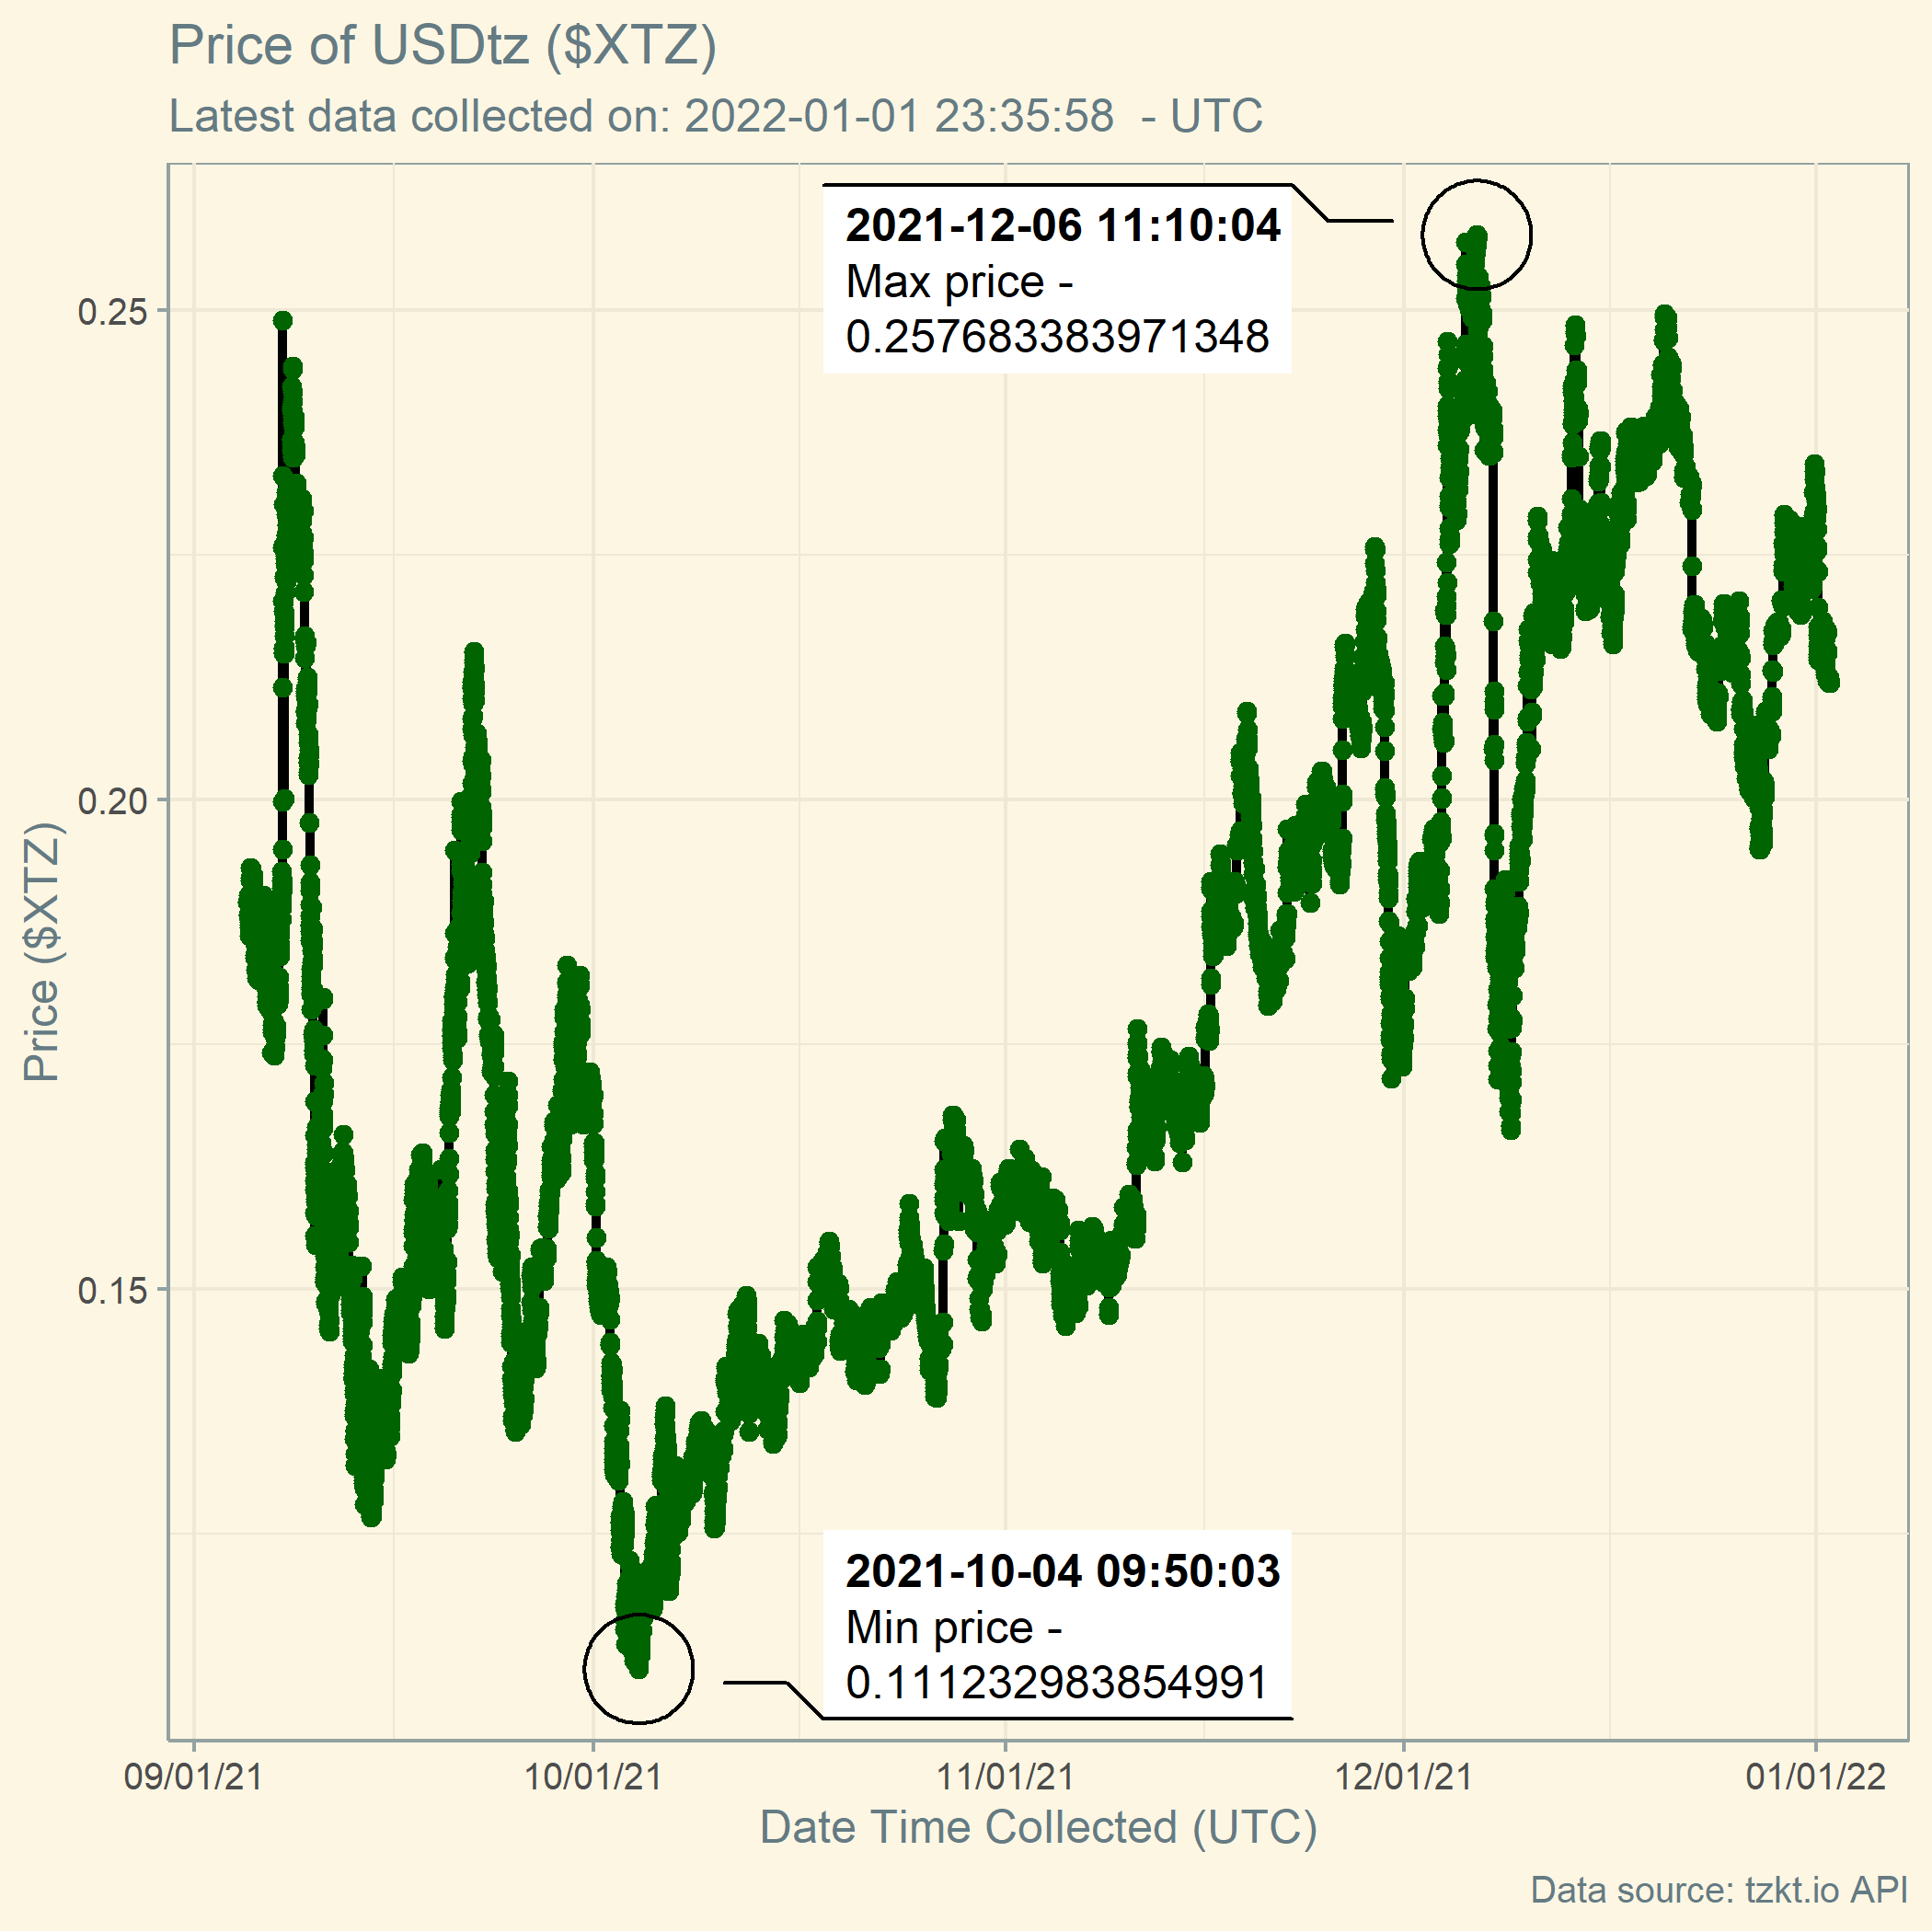 Price of USDtz ($XTZ)
Latest data collected on: 2022-01-01 23:35:58  - UTC
2021-12-06 11:10:04
Max price -
0.257683383971348
0.25
0.20
0.15
Price ($XTZ)
2021-10-04 09:50:03
Min price -
0.111232983854991
09/01/21
10/01/21
11/01/21
12/01/21
01/01/22
Date Time Collected (UTC)
Data source: tzkt.io API